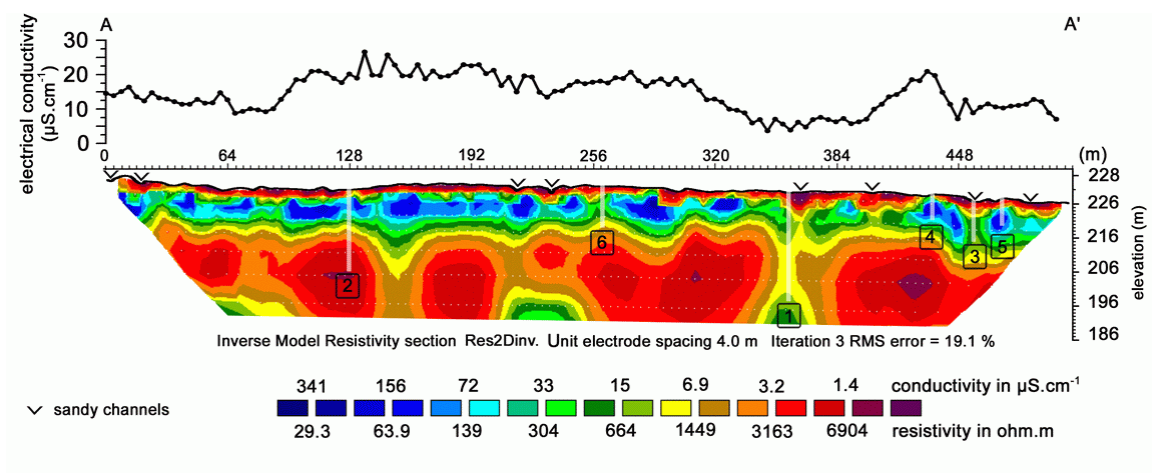 A A'
electrical conductivity
(µS.cm-1)
30
20
10
0
0 64 128 192 256 320 384 448 (m)
228
226
216
206
196
186
elevation (m)
6
4
5
3
2
1
Inverse Model Resistivity section Res2Dinv. Unit electrode spacing 4.0 m Iteration 3 RMS error = 19.1 %
341 156 72 33 15 6.9 3.2 1.4 conductivity in µS.cm-1
sandy channels
29.3 63.9 139 304 664 1449 3163 6904 resistivity in ohm.m